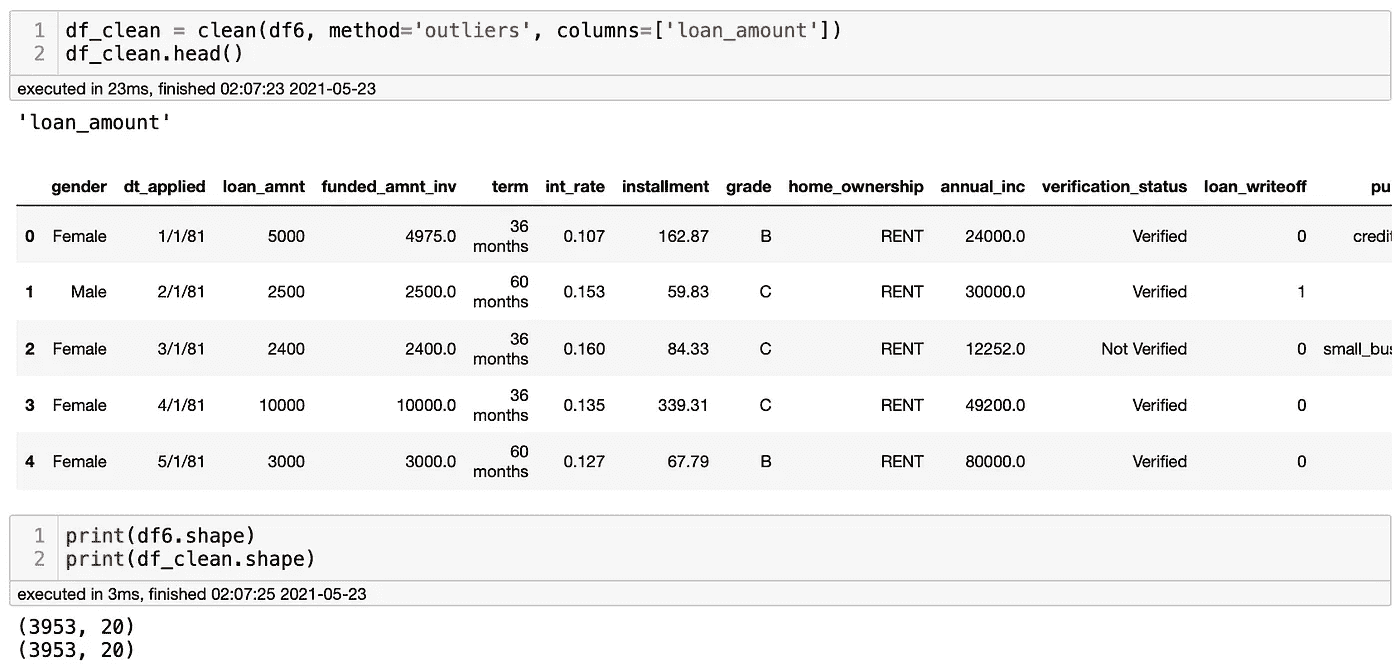 1 df_clean = clean(df6, method='outliers', columns=['loan_amount'])
2 df_clean.head()
executed in 23ms, finished 02:07:23 2021-05-23
'loan_amount'
gender dt_applied loan_amnt funded_amnt_inv term int_rate installment grade home_ownership annual_inc verification_status loan_writeoff pu
0 Female 1/1/81 5000 4975.0 36 months 0.107 162.87 B RENT 24000.0 Verified 0 credit
1 Male 2/1/81 2500 2500.0 60 months 0.153 59.83 C RENT 30000.0 Verified 1
2 Female 3/1/81 2400 2400.0 36 months 0.160 84.33 C RENT 12252.0 Not Verified 0 small_bus
3 Female 4/1/81 10000 10000.0 36 months 0.135 339.31 C RENT 49200.0 Verified 0
4 Female 5/1/81 3000 3000.0 60 months 0.127 67.79 B RENT 80000.0 Verified 0
1 print(df6.shape)
2 print(df_clean.shape)
executed in 3ms, finished 02:07:25 2021-05-23
(3953, 20)
(3953, 20)